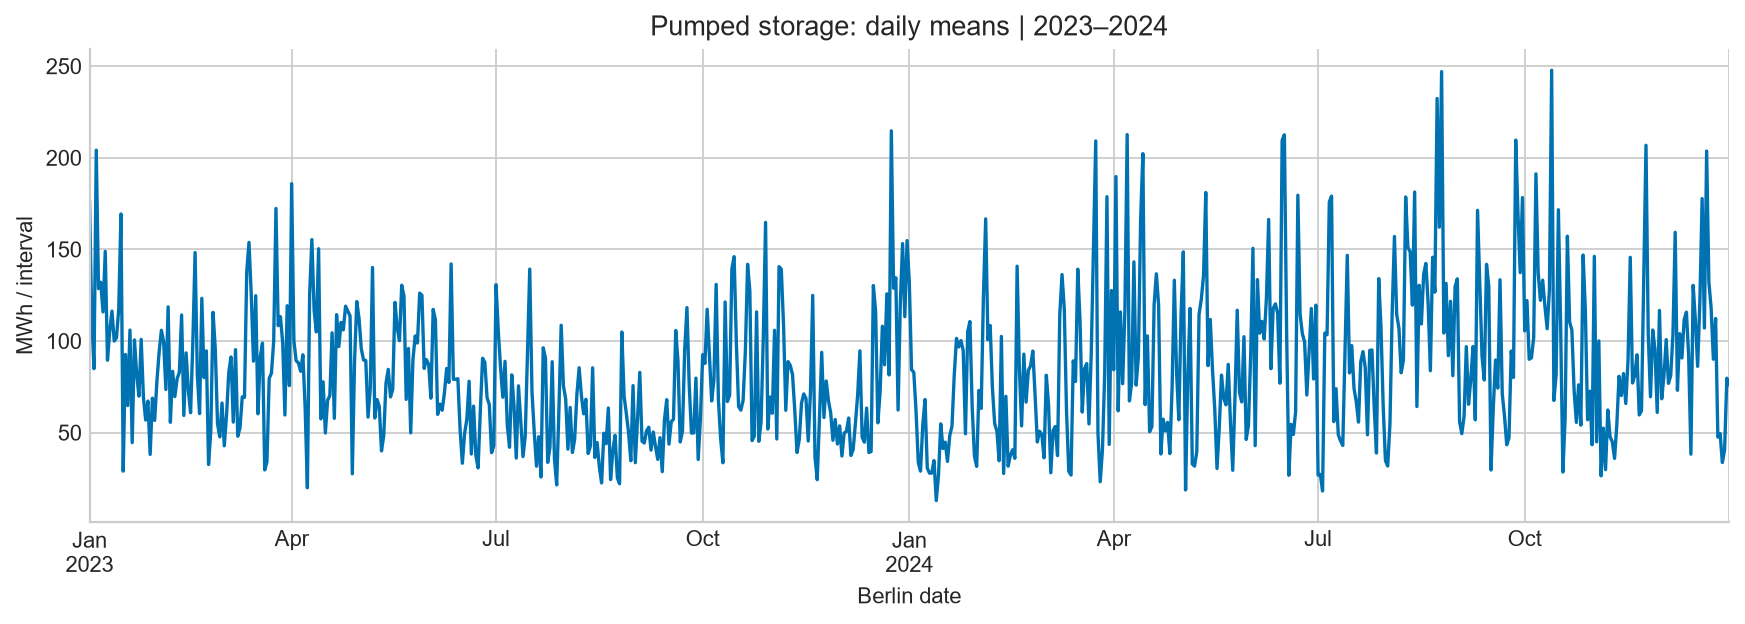 Pumped storage: daily means | 2023–2024
MWh / interval
250
200
150
100
50
Jan
2023
Apr
Jul
Oct
Jan
2024
Apr
Jul
Oct
Berlin date